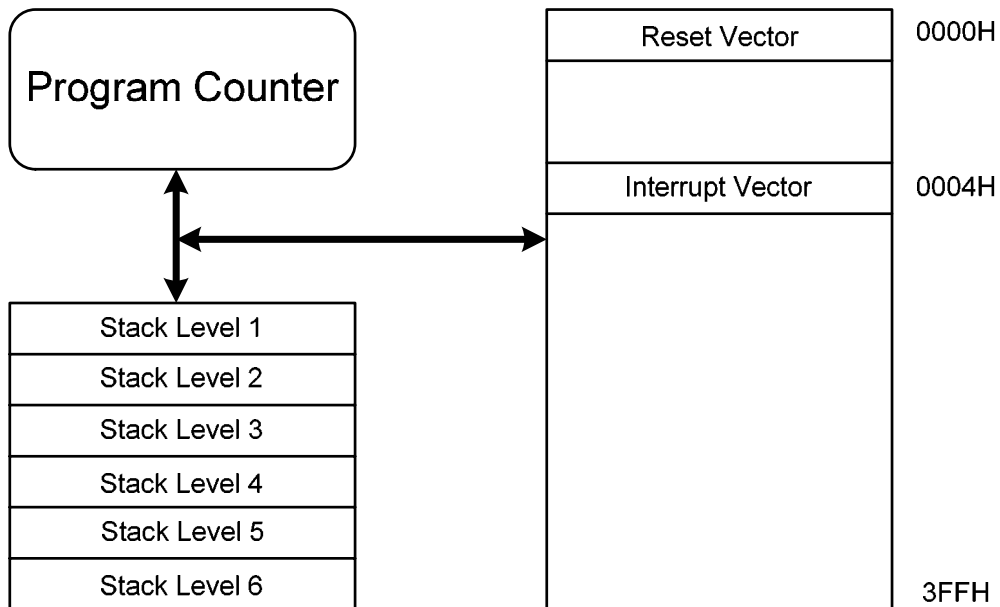 Program Counter
Stack Level 1
Stack Level 2
Stack Level 3
Stack Level 4
Stack Level 5
Stack Level 6
Reset Vector
0000H
Interrupt Vector
0004H
3FFH